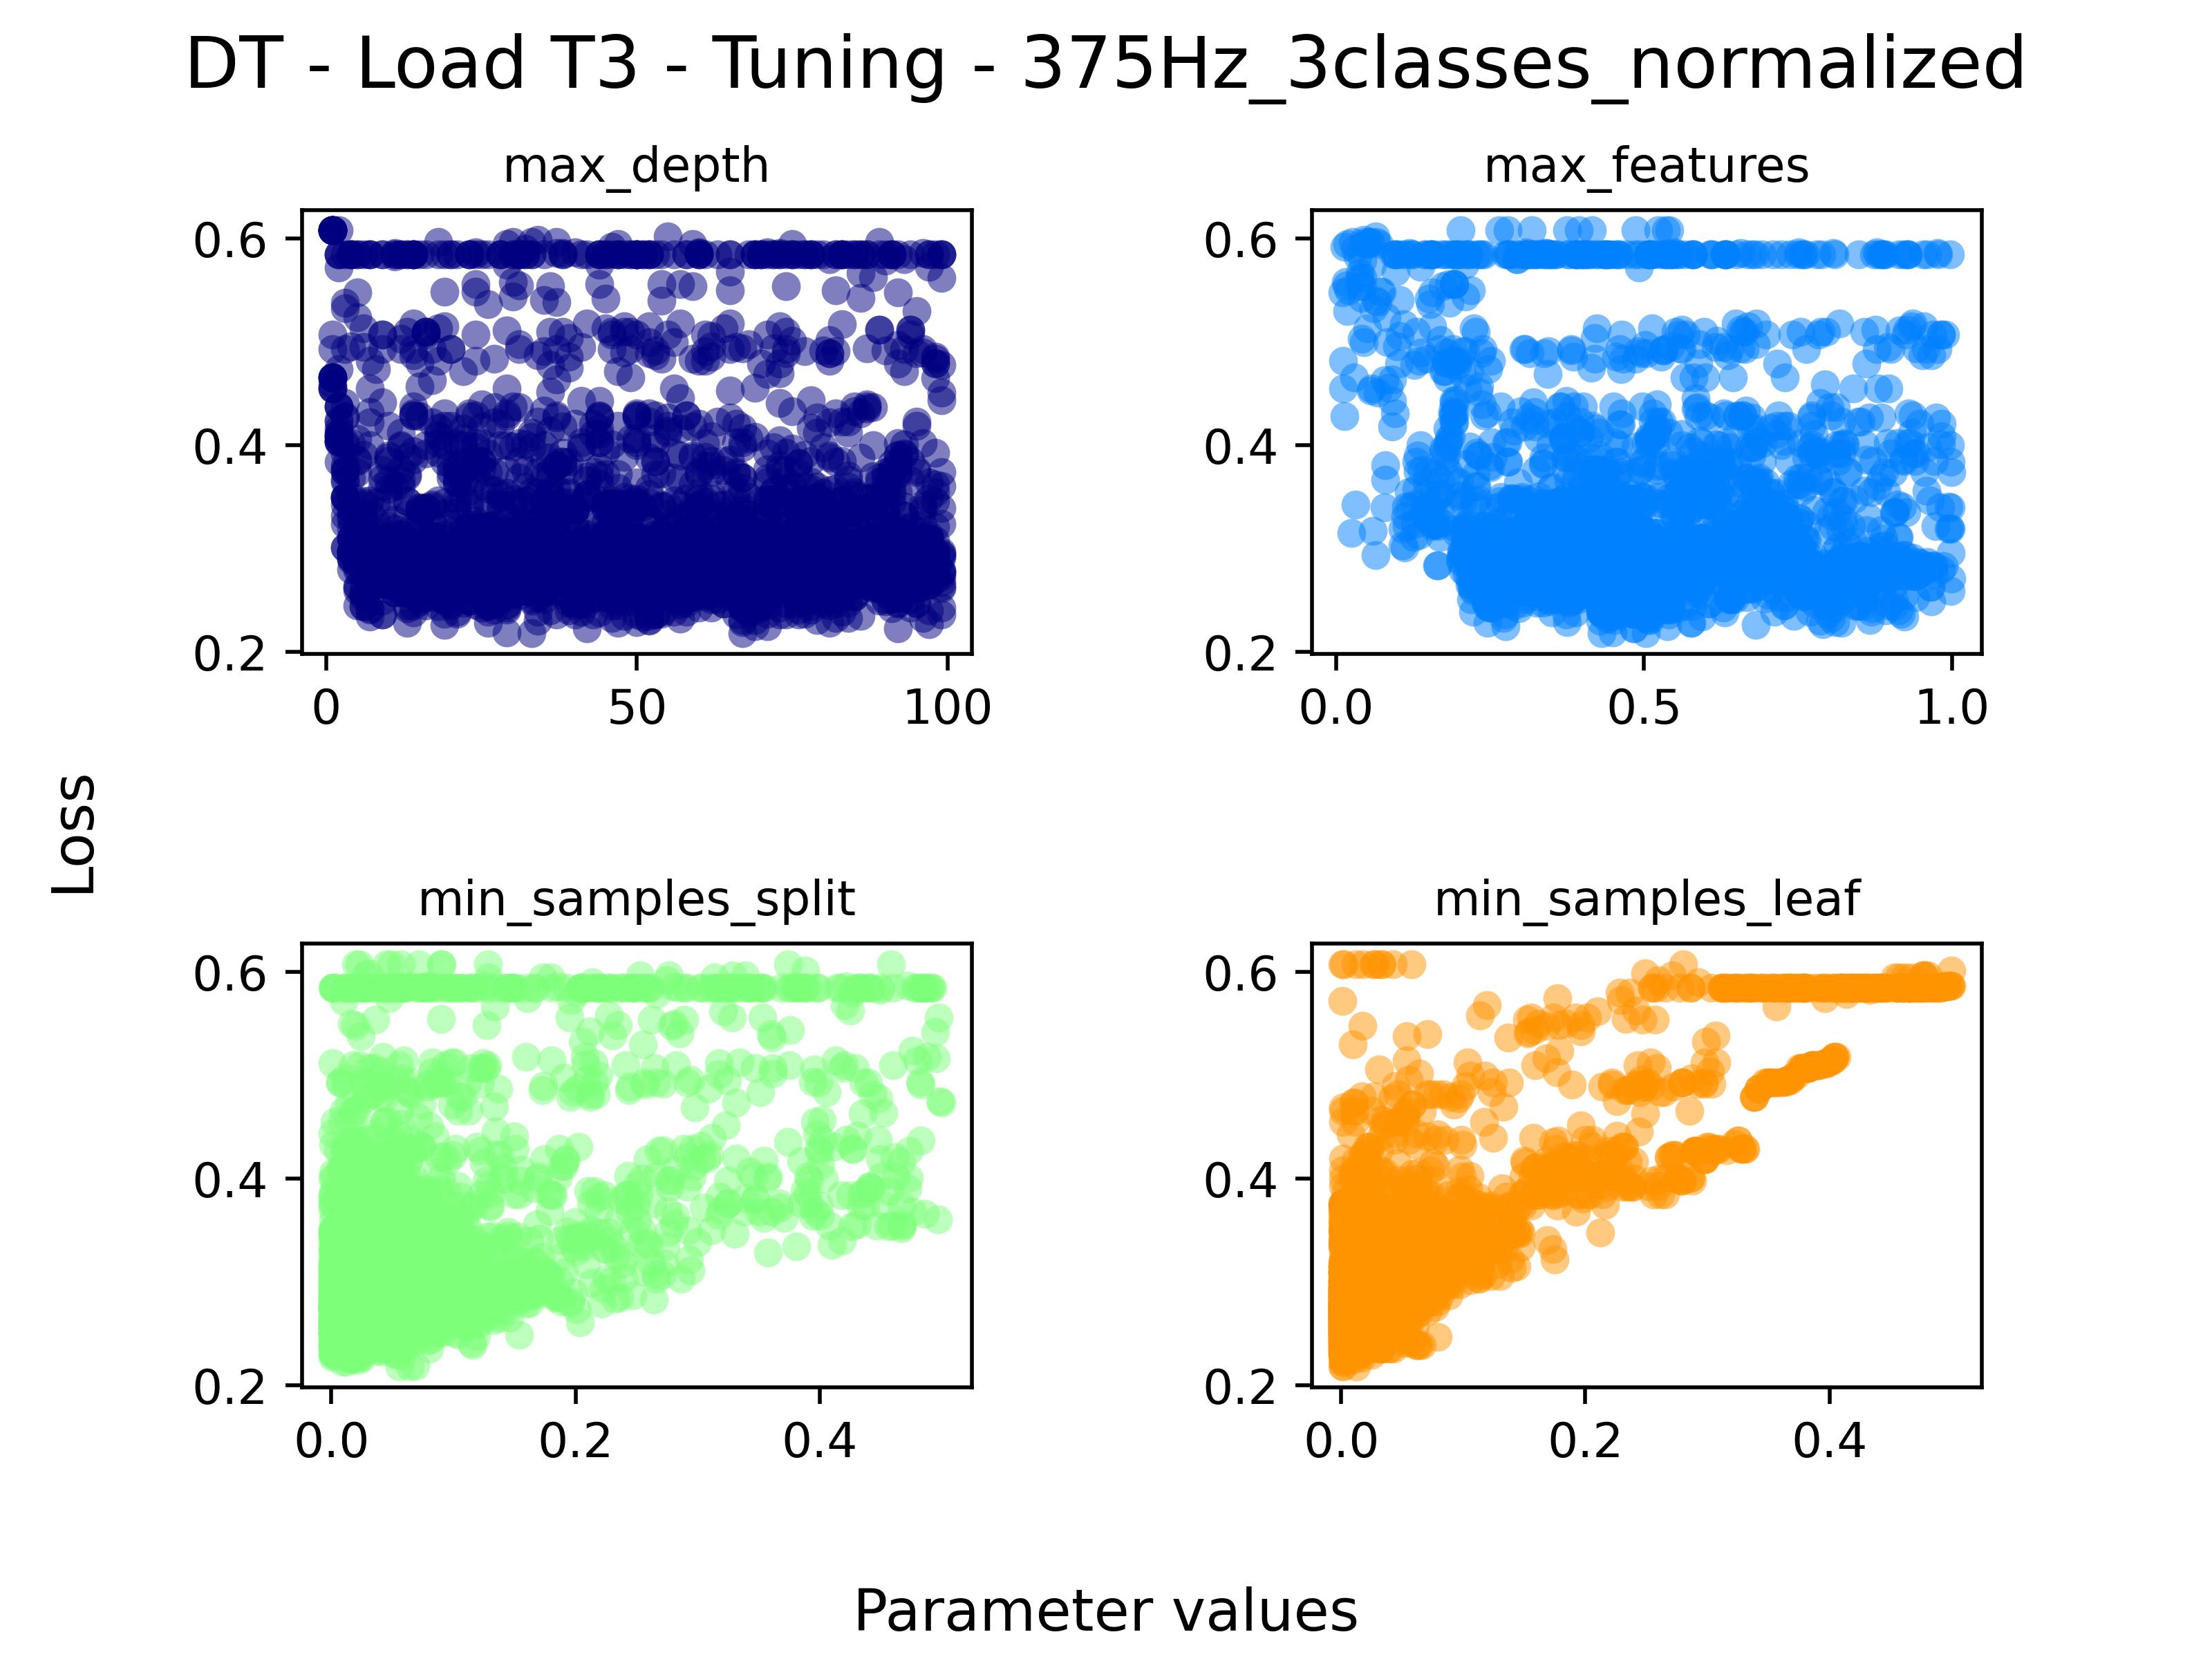 DT - Load T3 - Tuning - 375Hz_3classes_normalized
max_depth
0.6
0.4
0.2
0 50 100
max_features
0.6
0.4
0.2
0.0 0.5 1.0
Loss
min_samples_split
0.6
0.4
0.2
0.0 0.2 0.4
min_samples_leaf
0.6
0.4
0.2
0.0 0.2 0.4
Parameter values